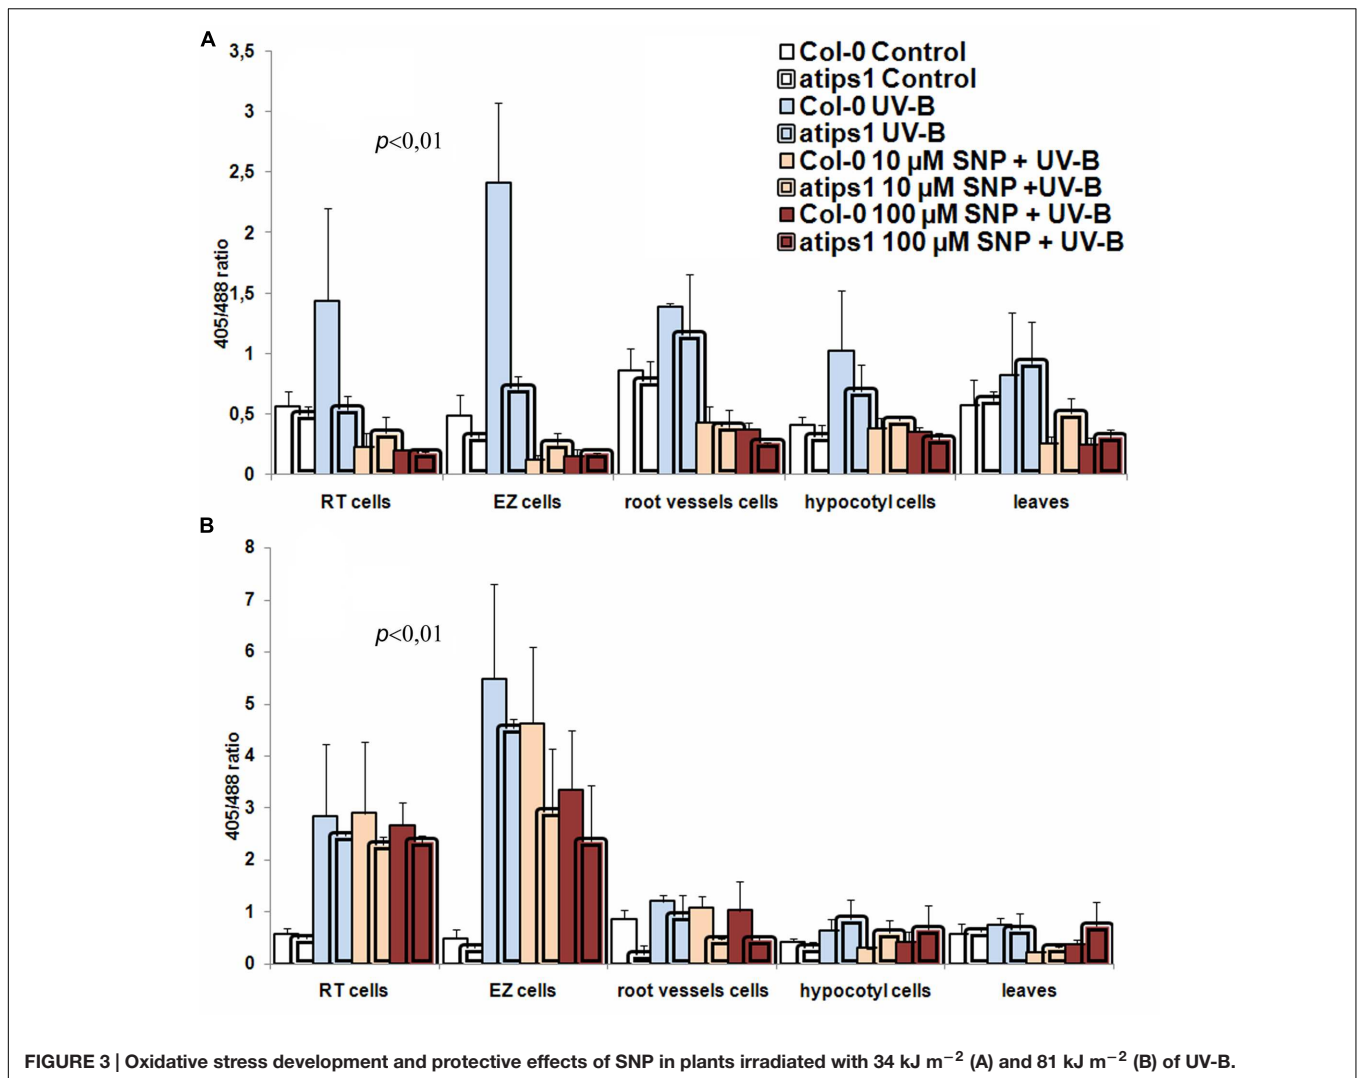 A
3,5
3
2,5
2
1,5
1
0,5
0
405/488 ratio
p<0,01
Col-0 Control
atips1 Control
Col-0 UV-B
atips1 UV-B
Col-0 10 µM SNP + UV-B
atips1 10 µM SNP +UV-B
Col-0 100 µM SNP + UV-B
atips1 100 µM SNP + UV-B
RT cells EZ cells root vessels cells hypocotyl cells leaves
B
8
7
6
5
4
3
2
1
0
405/488 ratio
p<0,01
RT cells EZ cells root vessels cells hypocotyl cells leaves
FIGURE 3 | Oxidative stress development and protective effects of SNP in plants irradiated with 34 kJ m⁻² (A) and 81 kJ m⁻² (B) of UV-B.